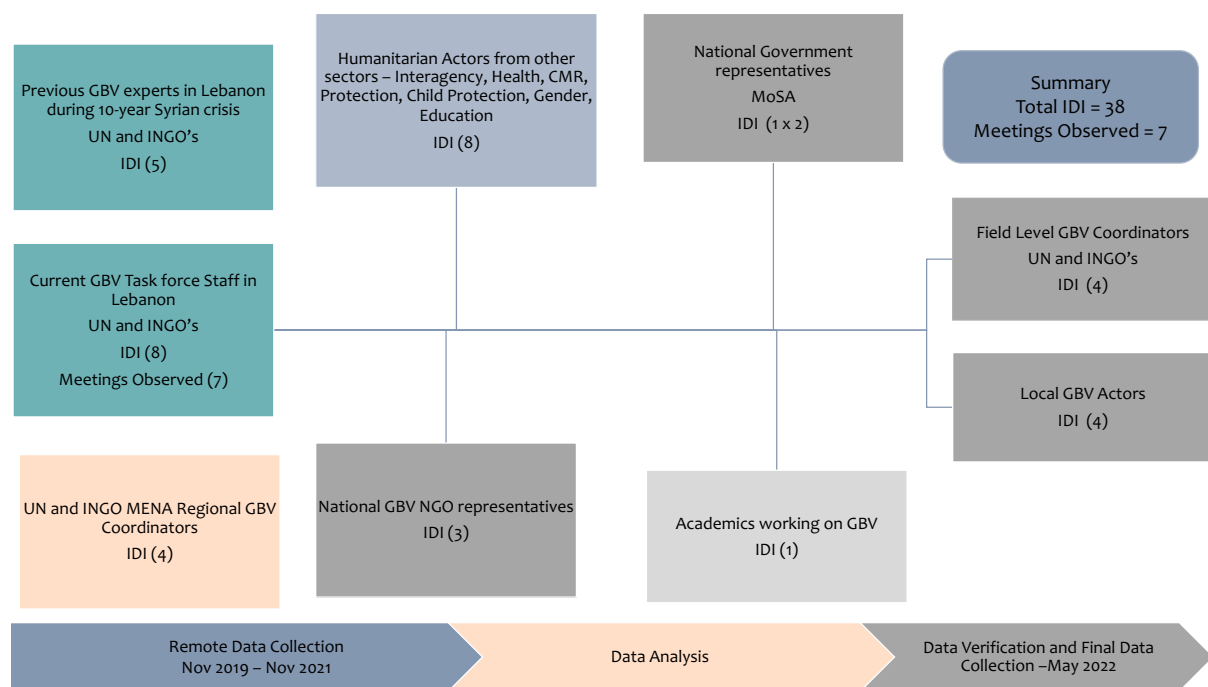 Previous GBV experts in Lebanon
during 10-year Syrian crisis
UN and INGO's
IDI (5)
Humanitarian Actors from other
sectors – Interagency, Health, CMR,
Protection, Child Protection, Gender,
Education
IDI (8)
National Government
representatives
MoSA
IDI (1 x 2)
Summary
Total IDI = 38
Meetings Observed = 7
Current GBV Task force Staff in
Lebanon
UN and INGO's
IDI (8)
Meetings Observed (7)
Field Level GBV Coordinators
UN and INGO's
IDI (4)
Local GBV Actors
IDI (4)
UN and INGO MENA Regional GBV
Coordinators
IDI (4)
National GBV NGO representatives
IDI (3)
Academics working on GBV
IDI (1)
Remote Data Collection
Nov 2019 – Nov 2021
Data Analysis
Data Verification and Final Data
Collection –May 2022